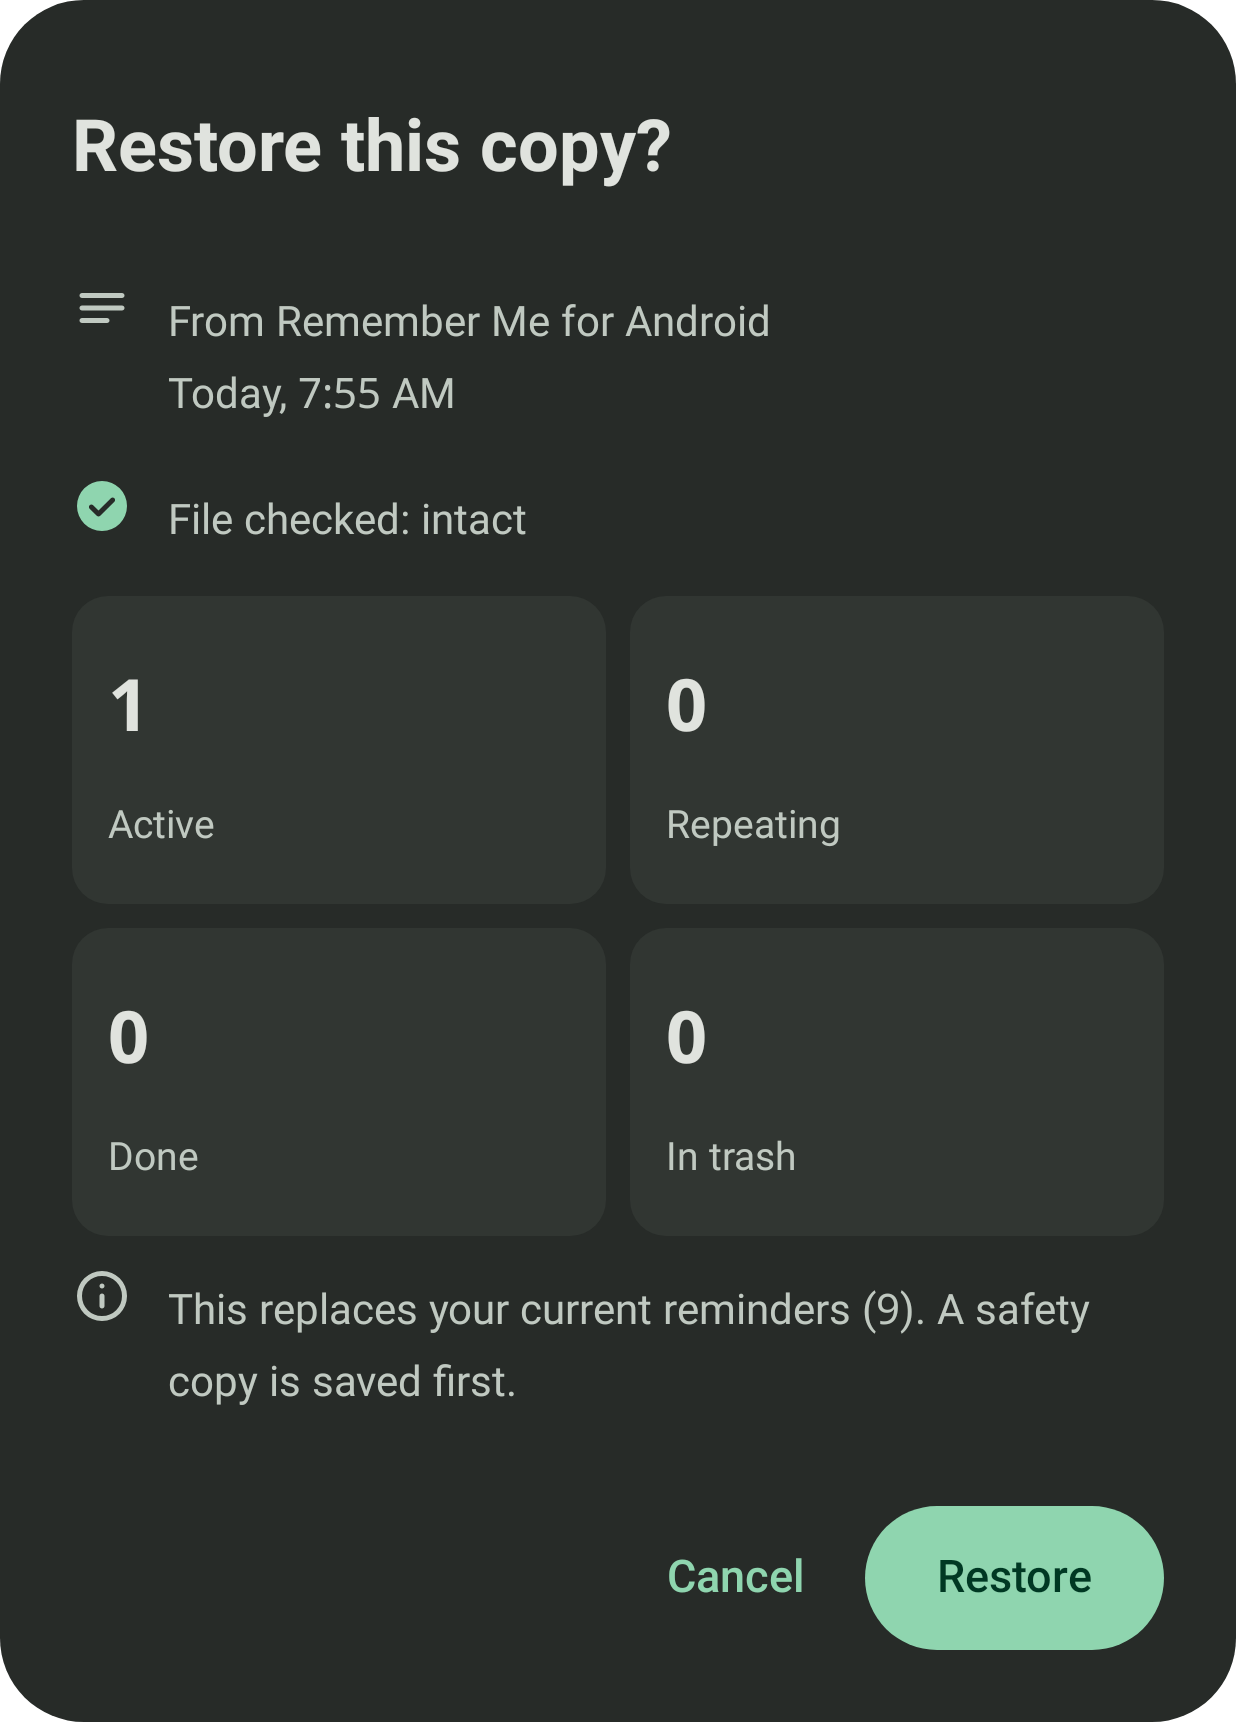 Restore this copy?
From Remember Me for Android
Today, 7:55 AM
File checked: intact
1
Active
0
Repeating
0
Done
0
In trash
This replaces your current reminders (9). A safety
copy is saved first.
Cancel
Restore